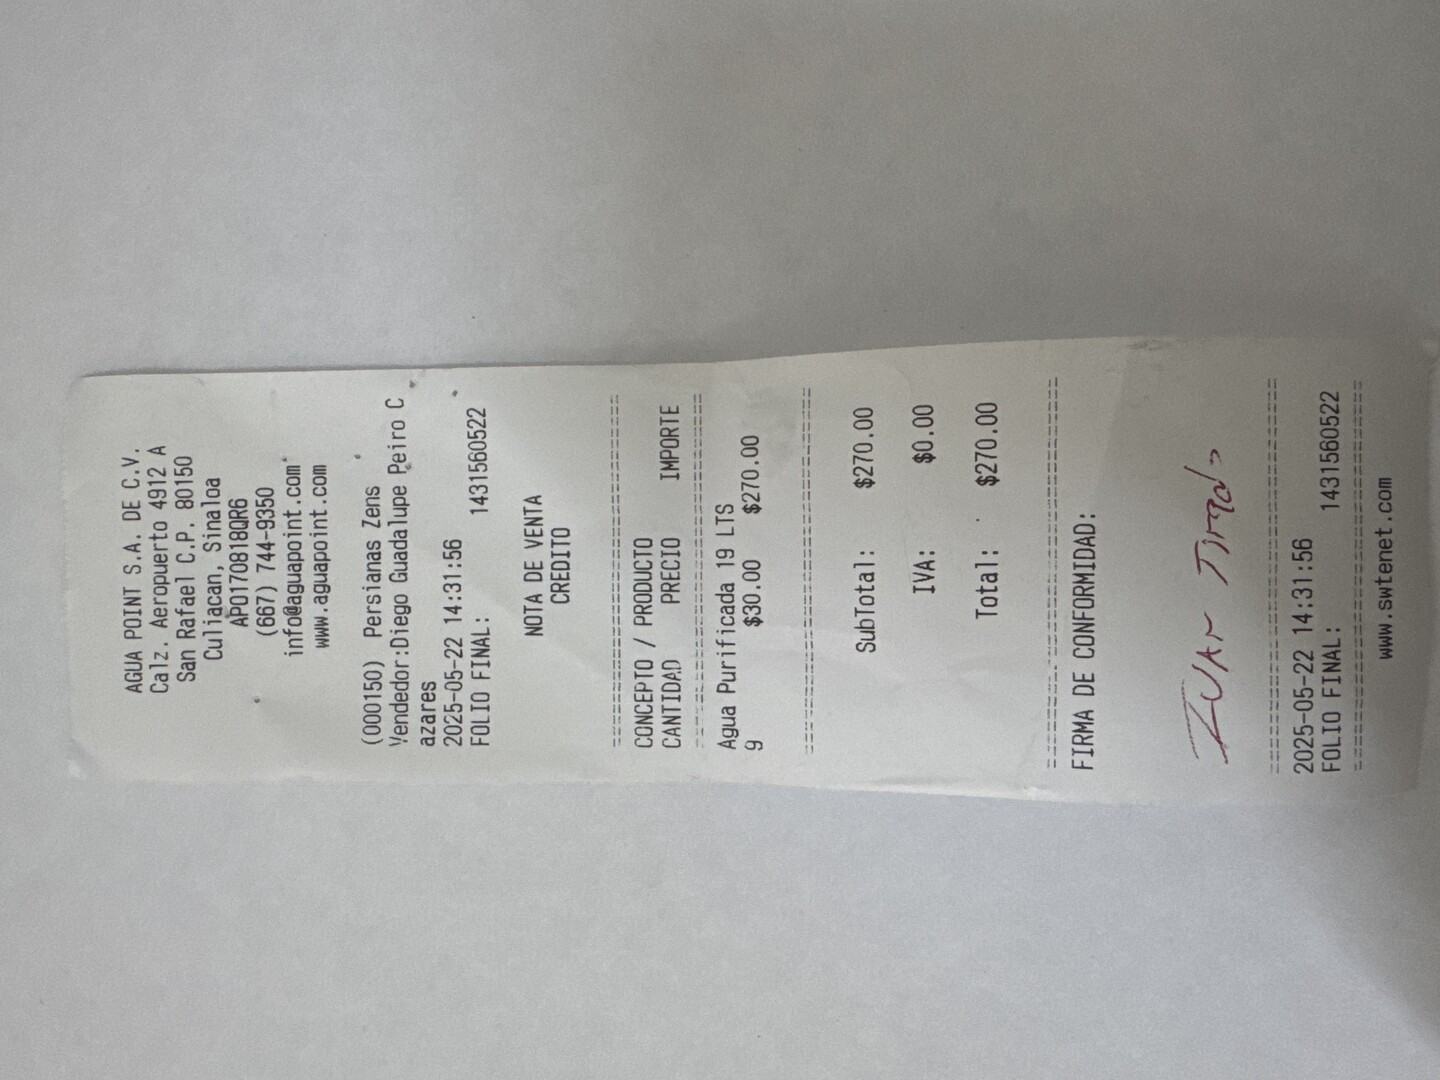 AGUA POINT S.A. DE C.V.
Calz. Aeropuerto 4912 A
San Rafael C.P. 80150
Culiacan, Sinaloa
APO170818QR6
(667) 744-9350
info@aguapoint.com
www.aguapoint.com
(000150) Persianas Zens
Vendedor:Diego Guadalupe Peiro C
azares
2025-05-22 14:31:56
FOLIO FINAL: 1431560522
NOTA DE VENTA
CREDITO
CONCEPTO / PRODUCTO
CANTIDAD PRECIO IMPORTE
Agua Purificada 19 LTS
9 $30.00 $270.00
SubTotal: $270.00
IVA: $0.00
Total: $270.00
FIRMA DE CONFORMIDAD:
IVAN Tirado
2025-05-22 14:31:56
FOLIO FINAL: 1431560522
www.swtenet.com